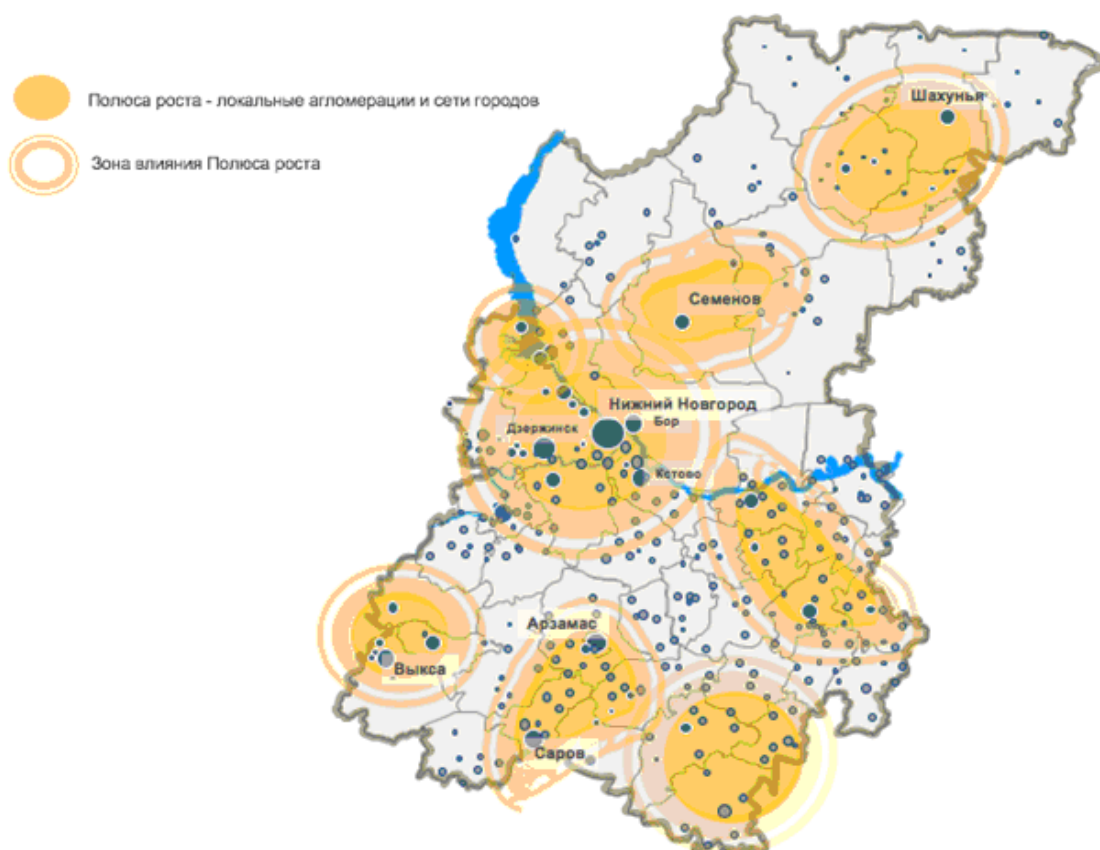 Полюса роста - локальные агломерации и сети городов
Зона влияния Полюса роста
Шахунья
Семенов
Нижний Новгород
Бор
Дзержинск
Кстово
Арзамас
Выкса
Саров